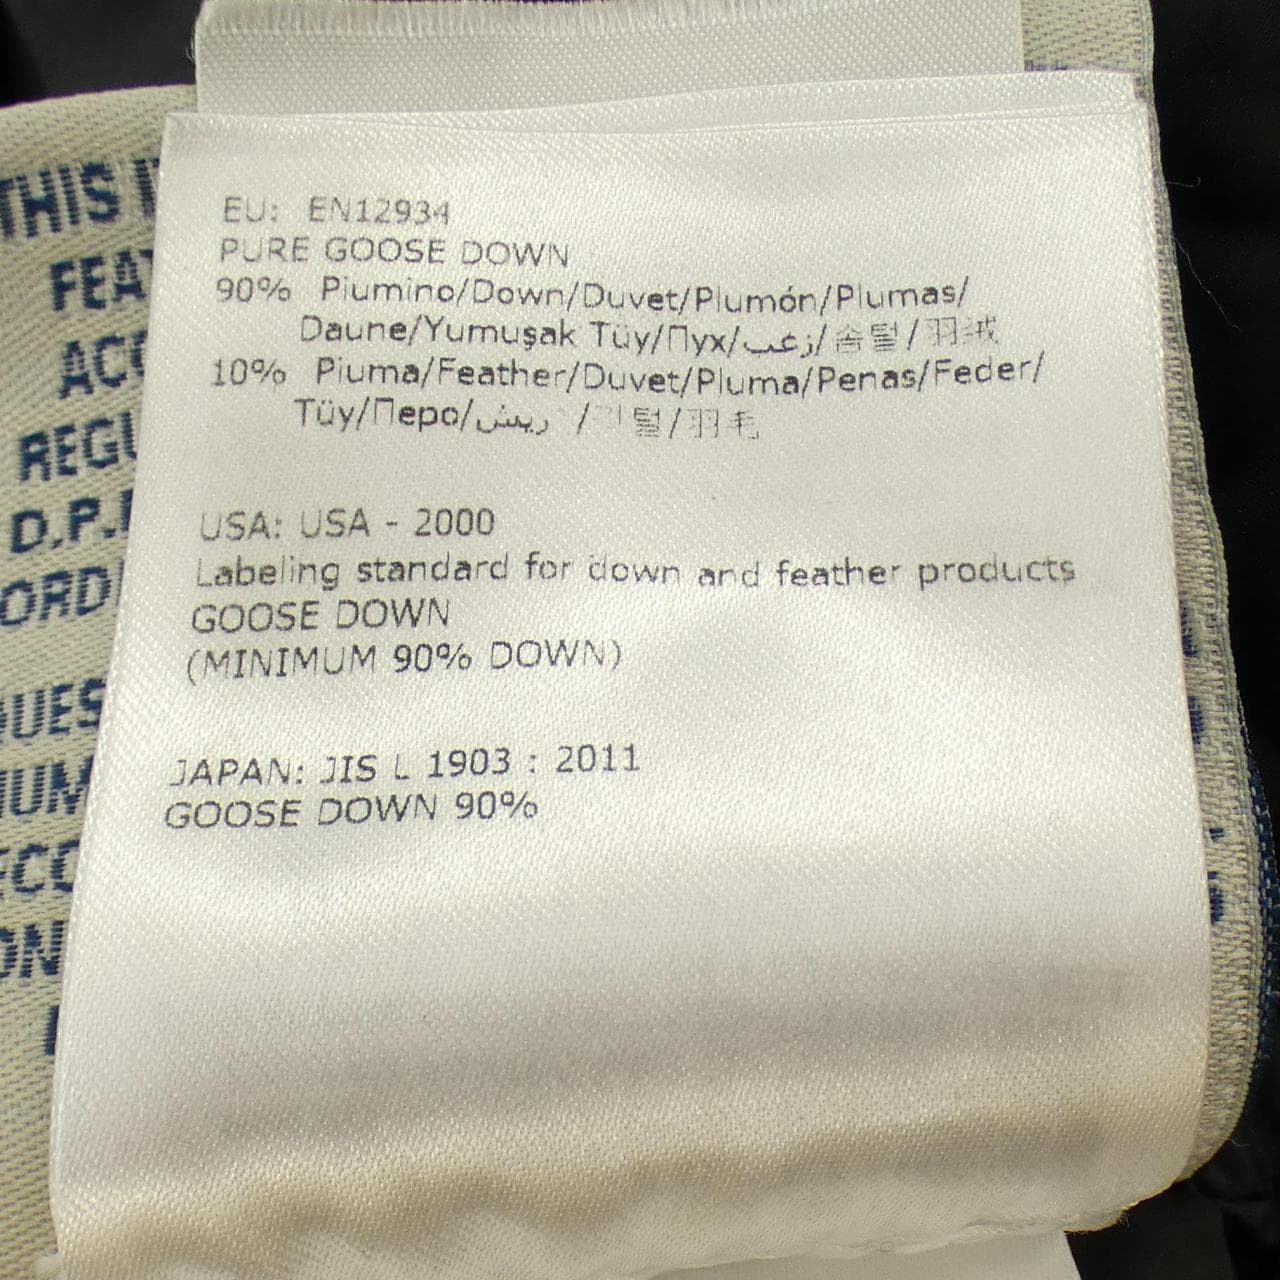 THIS
FEA
ACC
REGU
D.P.
ORD
QUES
IUM
ECC
ON
EU: EN12934
PURE GOOSE DOWN
90% Piumino/Down/Duvet/Plumón/Plumas/
Daune/Yumuşak Tüy/Пух/زغب/솜털/羽绒
10% Piuma/Feather/Duvet/Pluma/Penas/Feder/
Tüy/Перо/ريش /깃털/羽毛
USA: USA - 2000
Labeling standard for down and feather products
GOOSE DOWN
(MINIMUM 90% DOWN)
JAPAN: JIS L 1903 : 2011
GOOSE DOWN 90%